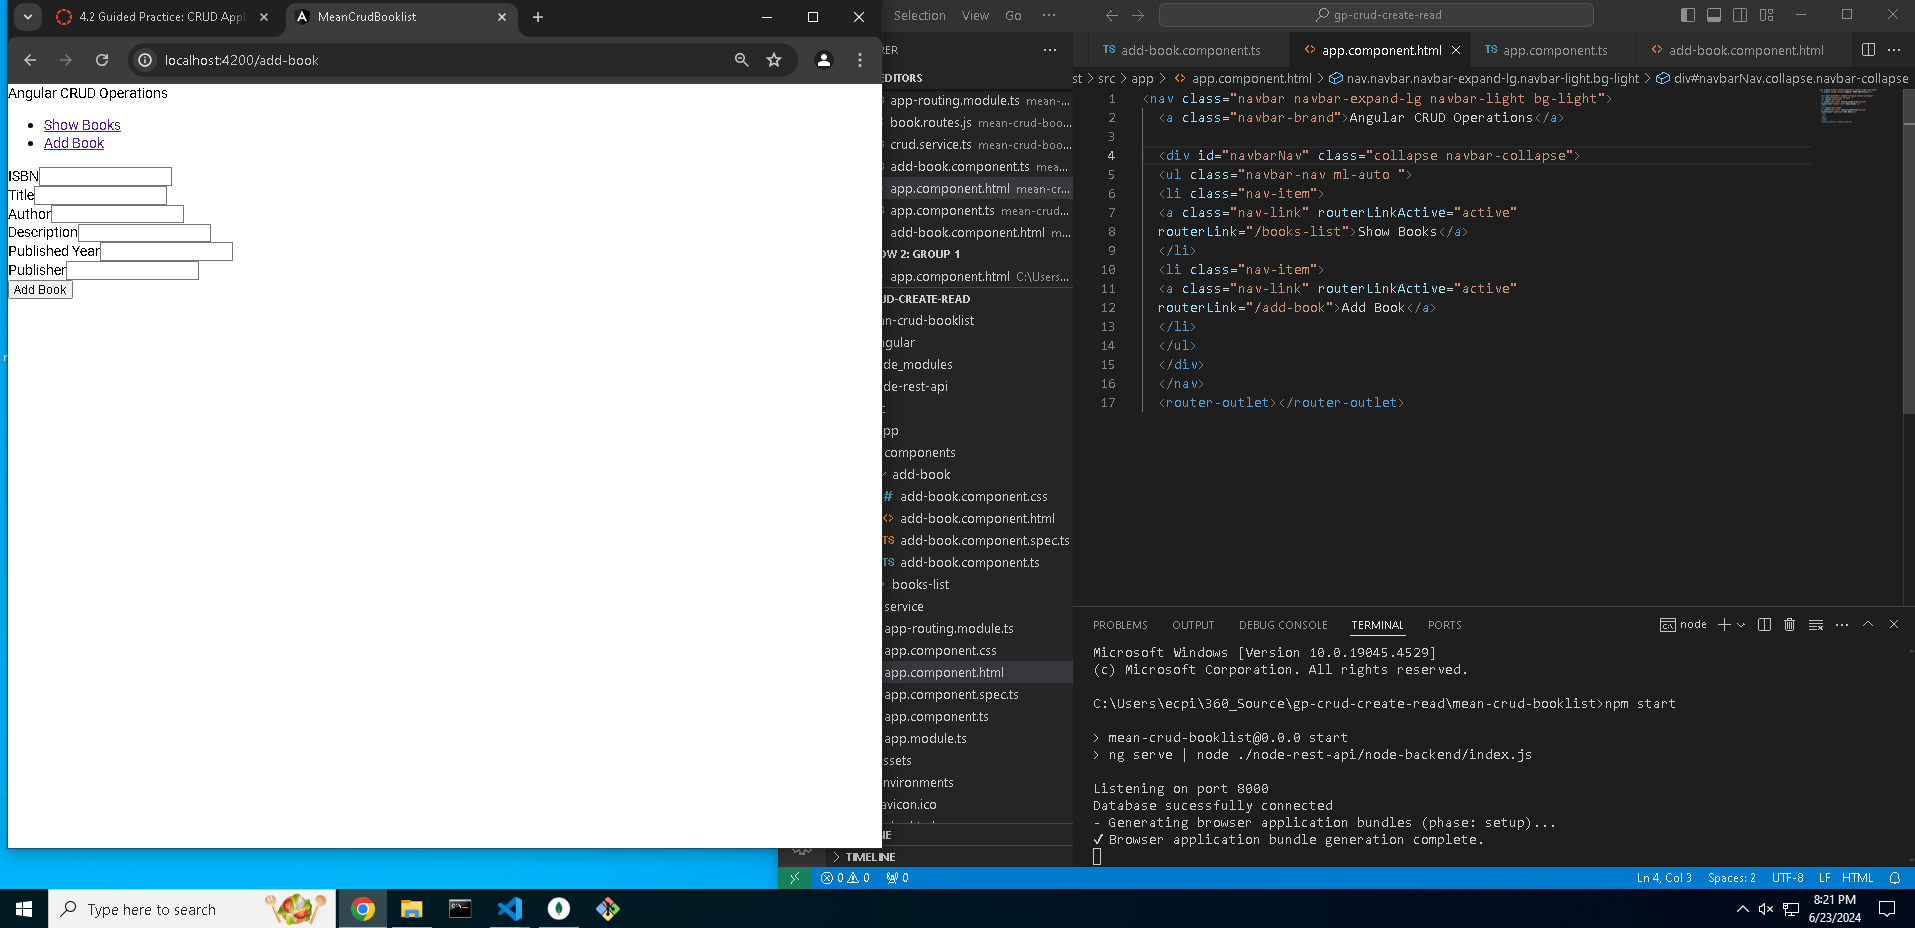 4.2 Guided Practice: CRUD Appl
MeanCrudBooklist
localhost:4200/add-book
Angular CRUD Operations
Show Books
Add Book
ISBN
Title
Author
Description
Published Year
Publisher
Add Book
Selection View Go ...
gp-crud-create-read
RER
EDITORS
app-routing.module.ts mean-...
book.routes.js mean-crud-boo...
crud.service.ts mean-crud-boo...
add-book.component.ts mea...
app.component.html mean-cr...
app.component.ts mean-crud...
add-book.component.html m...
OW 2: GROUP 1
app.component.html C:\Users...
UD-CREATE-READ
an-crud-booklist
ngular
de_modules
de-rest-api
c
pp
components
add-book
# add-book.component.css
<> add-book.component.html
TS add-book.component.spec.ts
TS add-book.component.ts
books-list
service
app-routing.module.ts
app.component.css
app.component.html
app.component.spec.ts
app.component.ts
app.module.ts
ssets
nvironments
avicon.ico
NE
TIMELINE
TS add-book.component.ts
<> app.component.html
TS app.component.ts
<> add-book.component.html
st > src > app > <> app.component.html > nav.navbar.navbar-expand-lg.navbar-light.bg-light > div#navbarNav.collapse.navbar-collapse
1 <nav class="navbar navbar-expand-lg navbar-light bg-light">
2 <a class="navbar-brand">Angular CRUD Operations</a>
3
4 <div id="navbarNav" class="collapse navbar-collapse">
5 <ul class="navbar-nav ml-auto ">
6 <li class="nav-item">
7 <a class="nav-link" routerLinkActive="active"
8 routerLink="/books-list">Show Books</a>
9 </li>
10 <li class="nav-item">
11 <a class="nav-link" routerLinkActive="active"
12 routerLink="/add-book">Add Book</a>
13 </li>
14 </ul>
15 </div>
16 </nav>
17 <router-outlet></router-outlet>
PROBLEMS OUTPUT DEBUG CONSOLE TERMINAL PORTS
node
Microsoft Windows [Version 10.0.19045.4529]
(c) Microsoft Corporation. All rights reserved.
C:\Users\ecpi\360_Source\gp-crud-create-read\mean-crud-booklist>npm start
> mean-crud-booklist@0.0.0 start
> ng serve | node ./node-rest-api/node-backend/index.js
Listening on port 8000
Database sucessfully connected
- Generating browser application bundles (phase: setup)...
✓ Browser application bundle generation complete.
0 0 0
Ln 4, Col 3 Spaces: 2 UTF-8 LF HTML
Type here to search
8:21 PM
6/23/2024